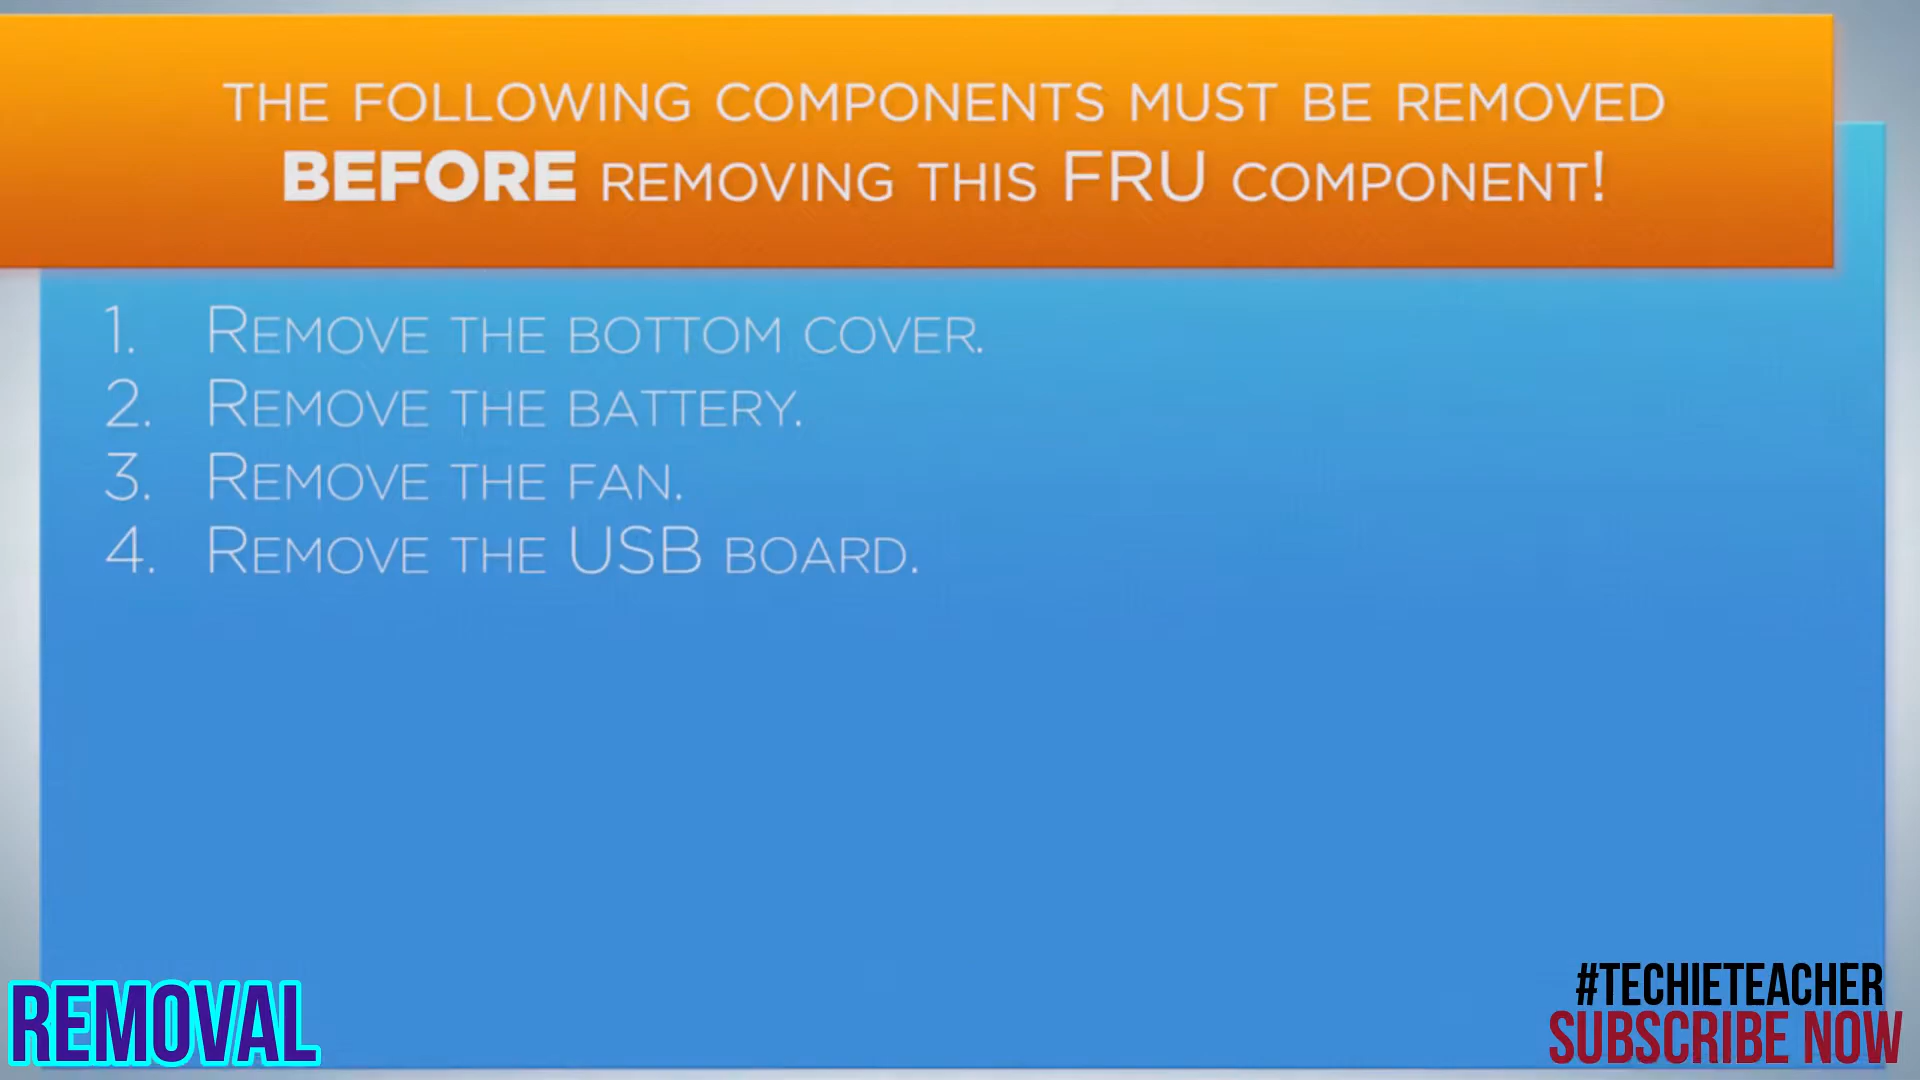 THE FOLLOWING COMPONENTS MUST BE REMOVED
BEFORE REMOVING THIS FRU COMPONENT!
1. REMOVE THE BOTTOM COVER.
2. REMOVE THE BATTERY.
3. REMOVE THE FAN.
4. REMOVE THE USB BOARD.
REMOVAL
#TECHIETEACHER
SUBSCRIBE NOW